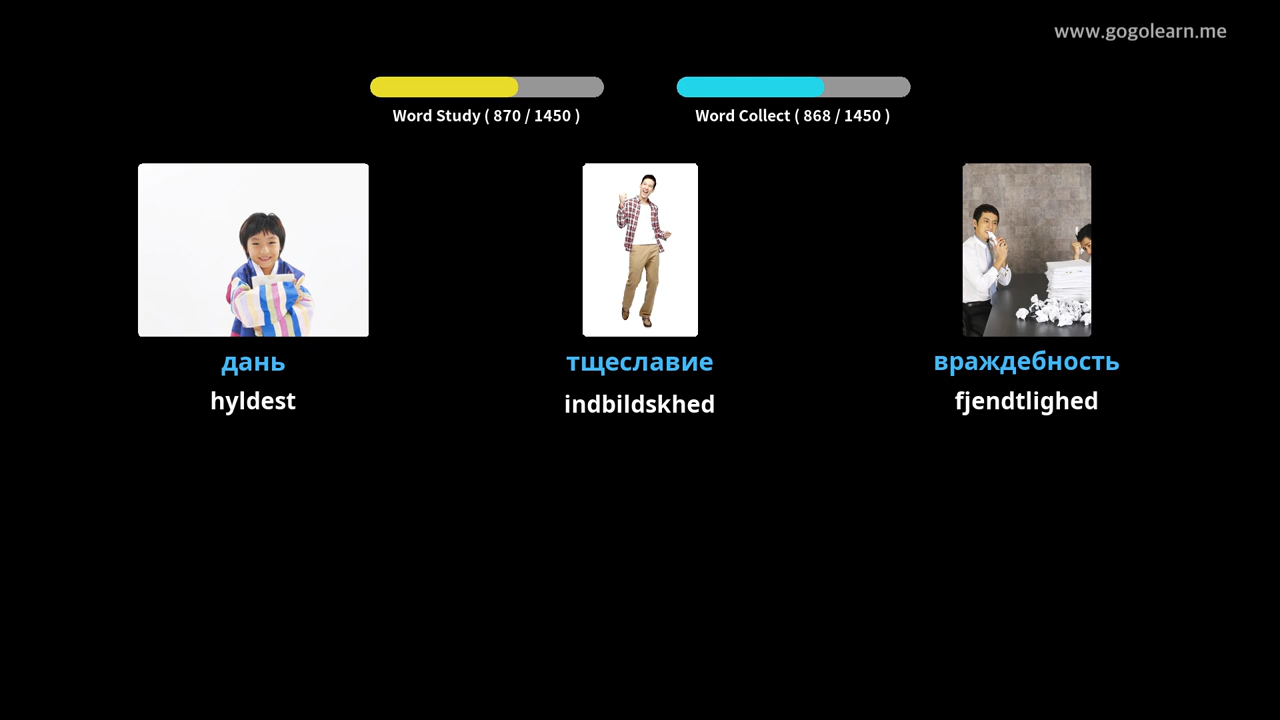 www.gogolearn.me
Word Study ( 870 / 1450 )
Word Collect ( 868 / 1450 )
дань
hyldest
тщеславие
indbildskhed
враждебность
fjendtlighed